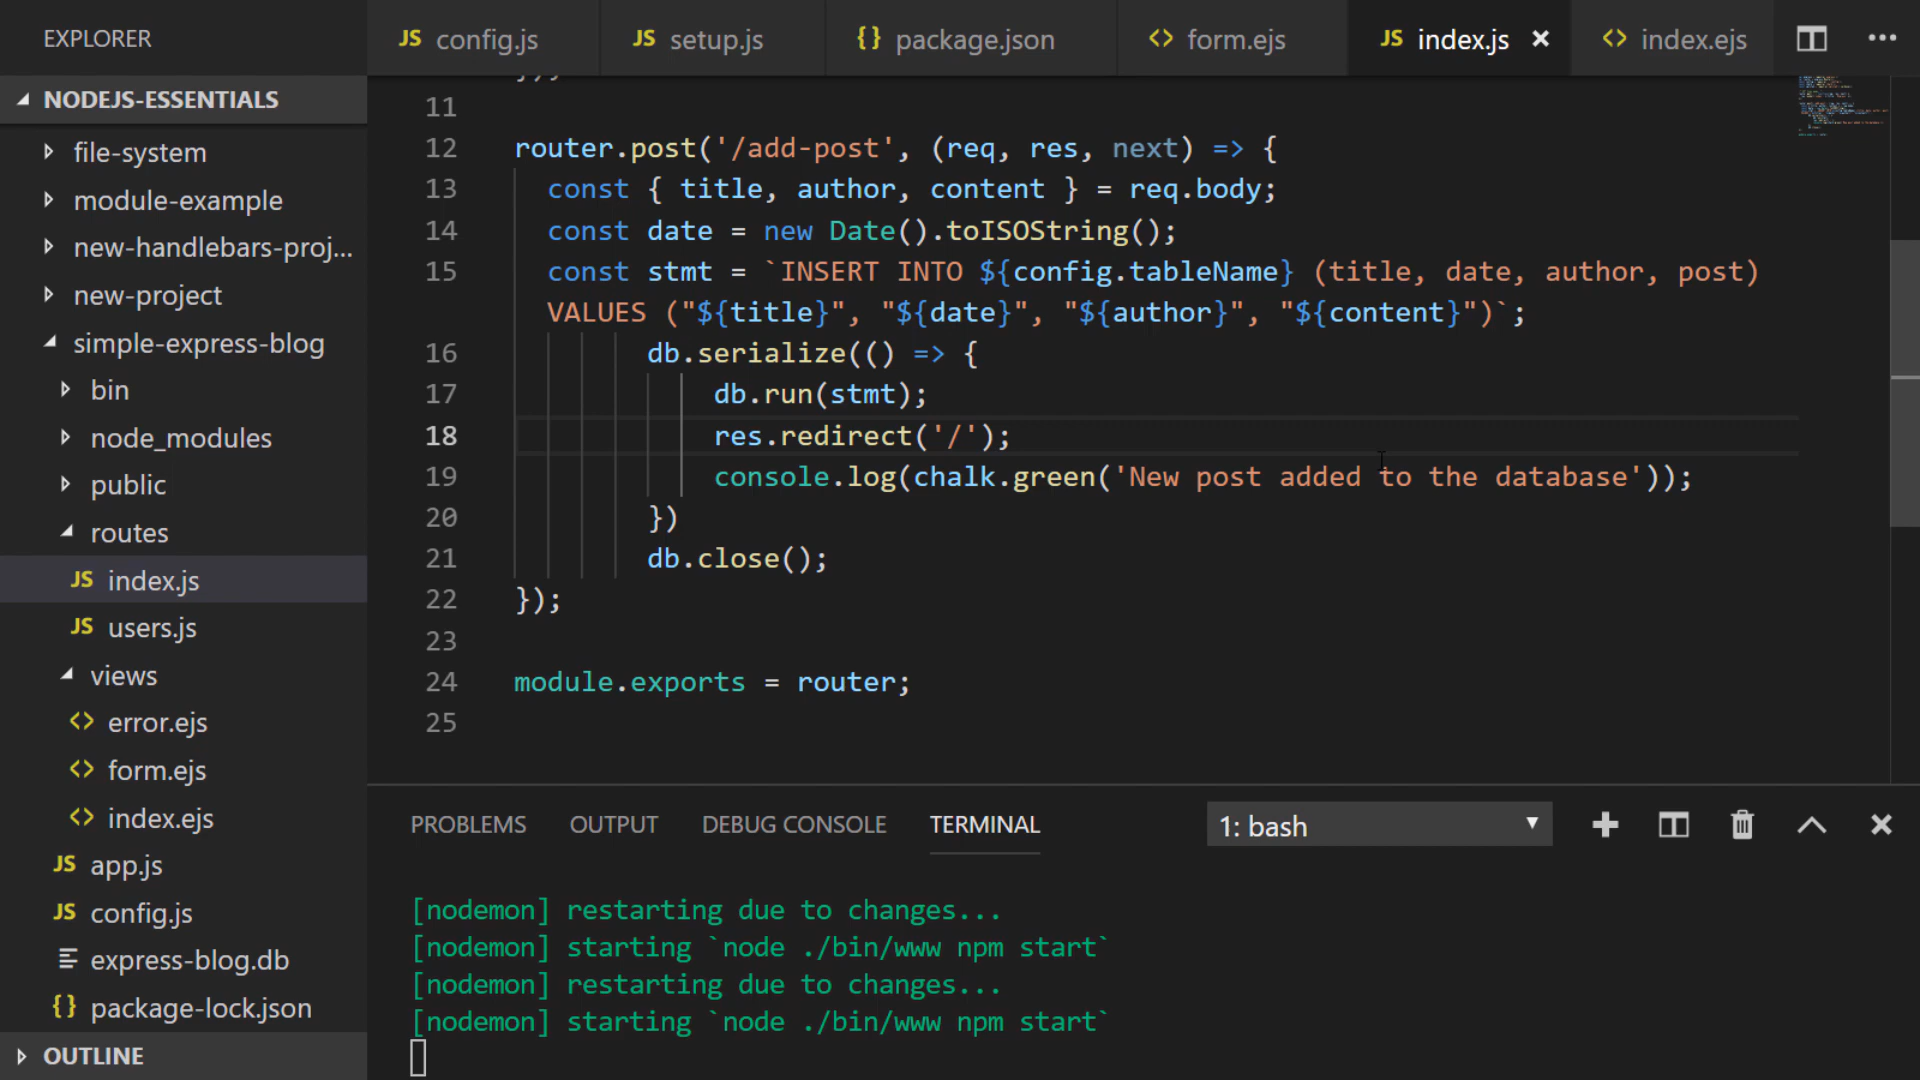 EXPLORER
NODEJS-ESSENTIALS
file-system
module-example
new-handlebars-proj...
new-project
simple-express-blog
bin
node_modules
public
routes
JS index.js
JS users.js
views
<> error.ejs
<> form.ejs
<> index.ejs
JS app.js
JS config.js
express-blog.db
{} package-lock.json
OUTLINE
JS config.js
JS setup.js
{} package.json
<> form.ejs
JS index.js
<> index.ejs
11
12 router.post('/add-post', (req, res, next) => {
13 const { title, author, content } = req.body;
14 const date = new Date().toISOString();
15 const stmt = `INSERT INTO ${config.tableName} (title, date, author, post)
VALUES ("${title}", "${date}", "${author}", "${content}")`;
16 db.serialize(() => {
17 db.run(stmt);
18 res.redirect('/');
19 console.log(chalk.green('New post added to the database'));
20 })
21 db.close();
22 });
23
24 module.exports = router;
25
PROBLEMS OUTPUT DEBUG CONSOLE TERMINAL 1: bash
[nodemon] restarting due to changes...
[nodemon] starting `node ./bin/www npm start`
[nodemon] restarting due to changes...
[nodemon] starting `node ./bin/www npm start`